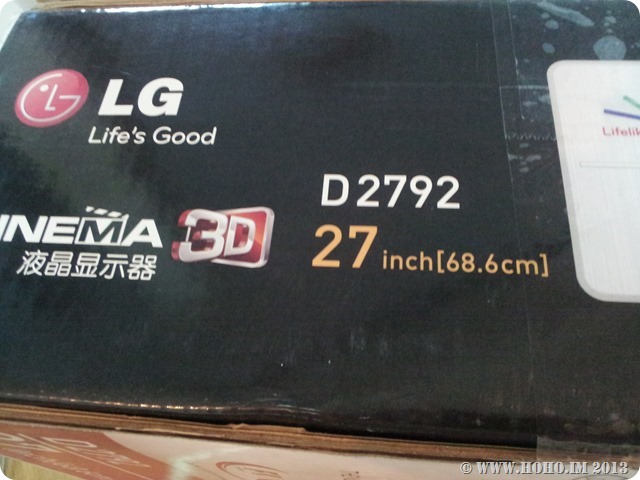 LG
Life's Good
D2792
INEMA 3D
27 inch[68.6cm]
液晶显示器
© WWW.HOHO.IM 2013